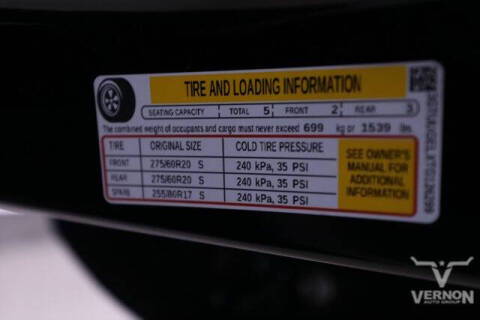 TIRE AND LOADING INFORMATION
SEATING CAPACITY TOTAL 5 FRONT 2 REAR 3
The combined weight of occupants and cargo must never exceed 699 kg or 1539 lbs.
TIRE ORIGINAL SIZE COLD TIRE PRESSURE
FRONT 275/60R20 S 240 kPa, 35 PSI
REAR 275/60R20 S 240 kPa, 35 PSI
SPARE 255/80R17 S 240 kPa, 35 PSI
SEE OWNER'S
MANUAL FOR
ADDITIONAL
INFORMATION
VERNON
AUTO GROUP